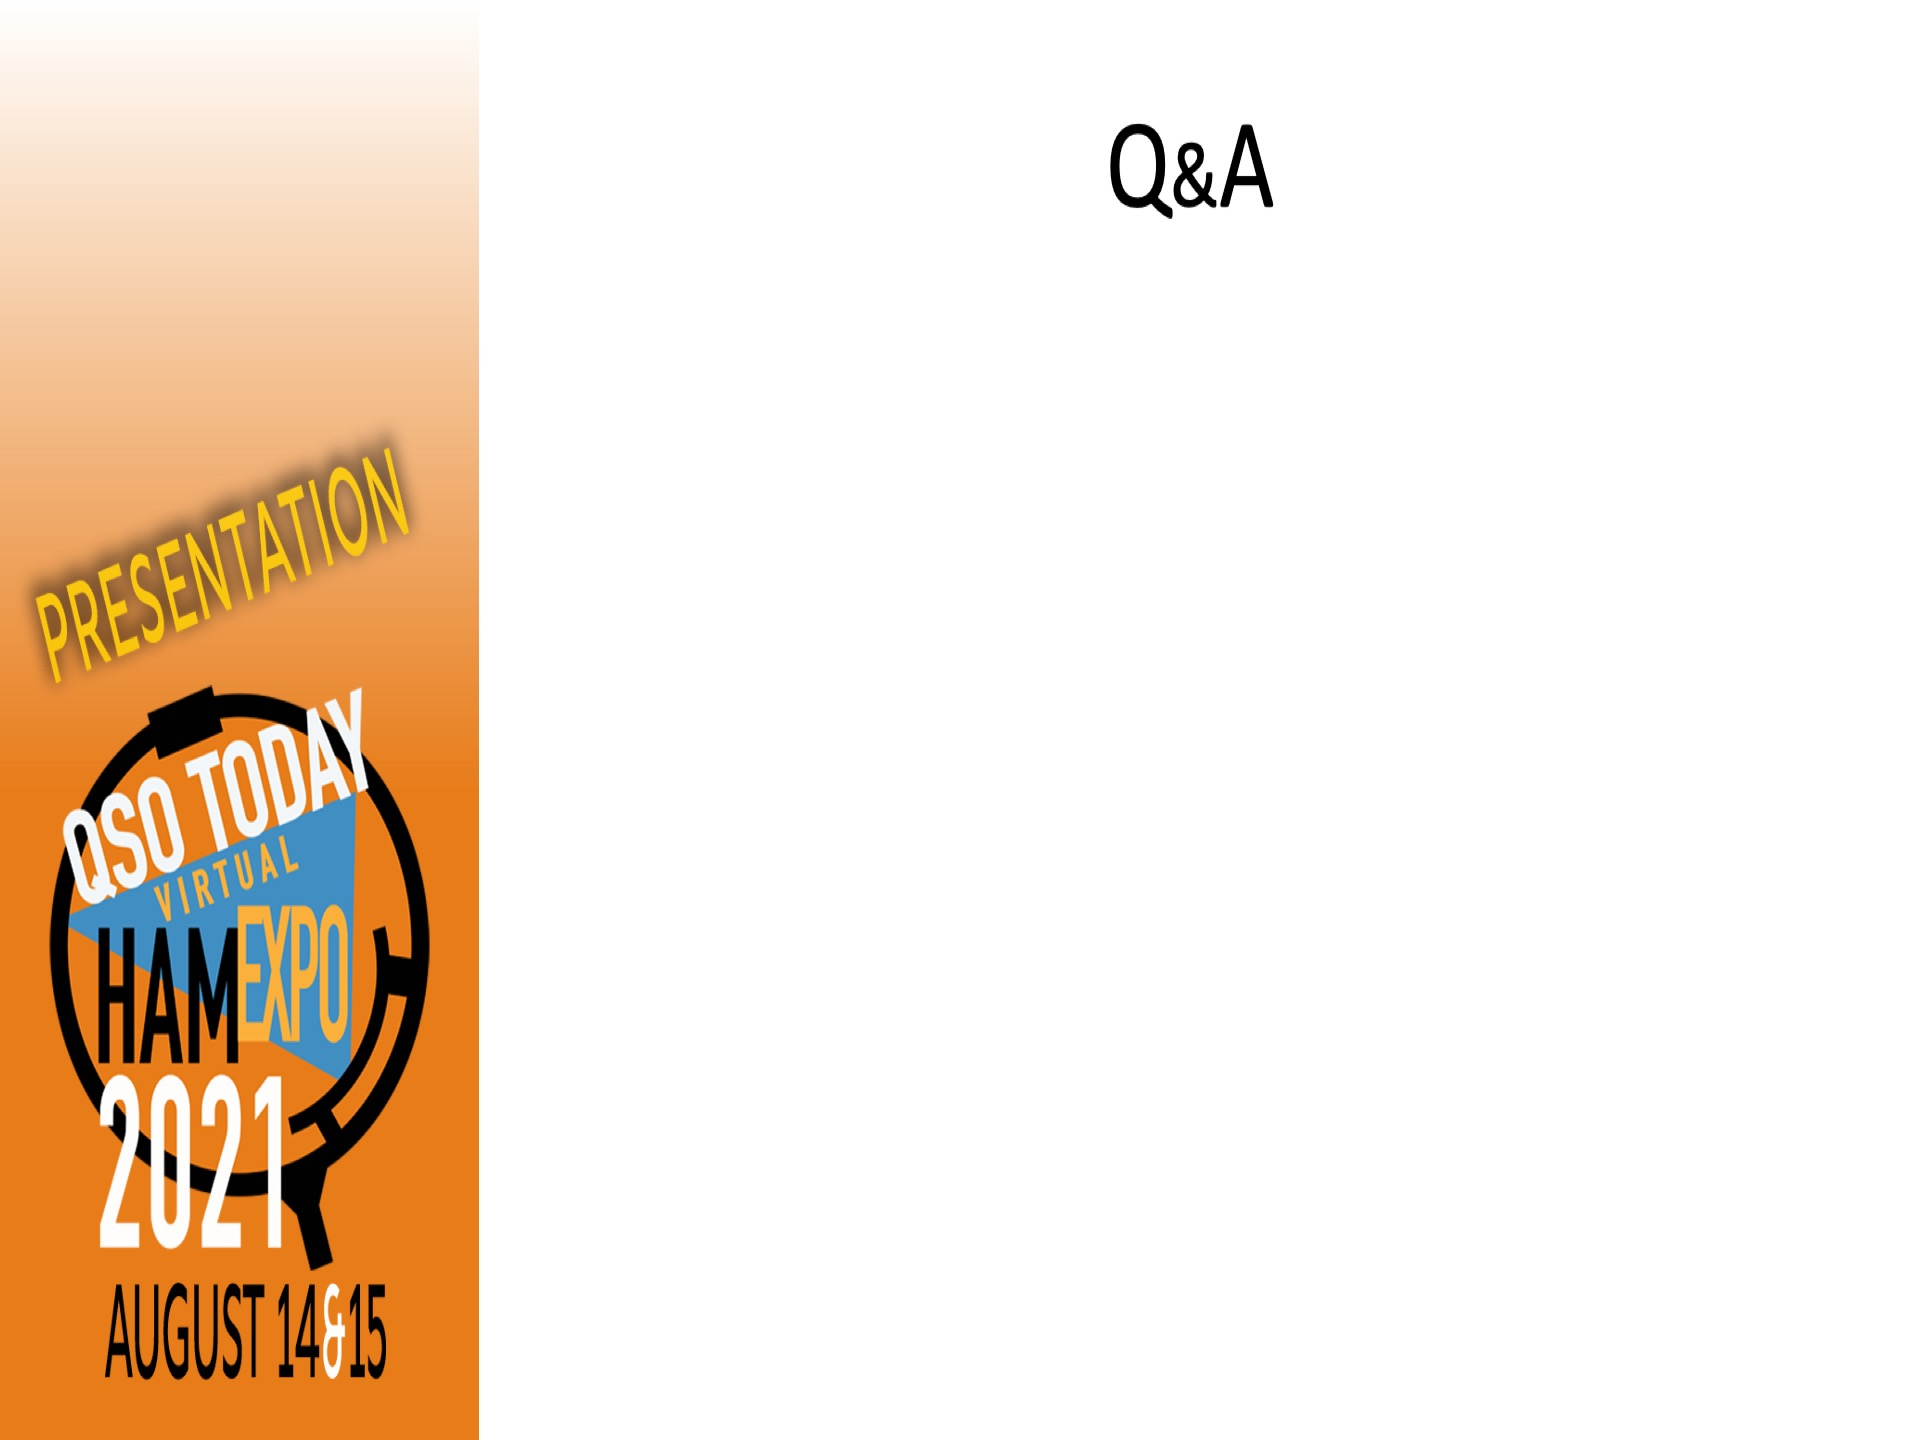 Q&A
PRESENTATION
QSO TODAY
VIRTUAL
HAMEXPO
2021
AUGUST 14&15